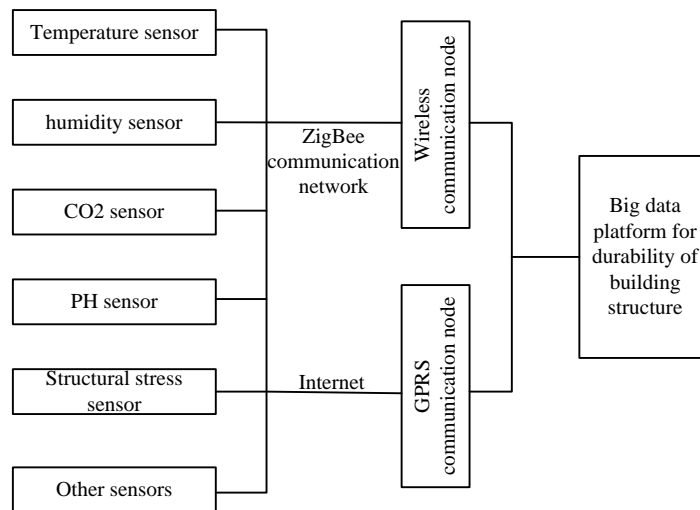 Temperature sensor
humidity sensor
CO2 sensor
PH sensor
Structural stress
sensor
Other sensors
ZigBee
communication
network
Internet
Wireless
communication node
GPRS
communication node
Big data
platform for
durability of
building
structure